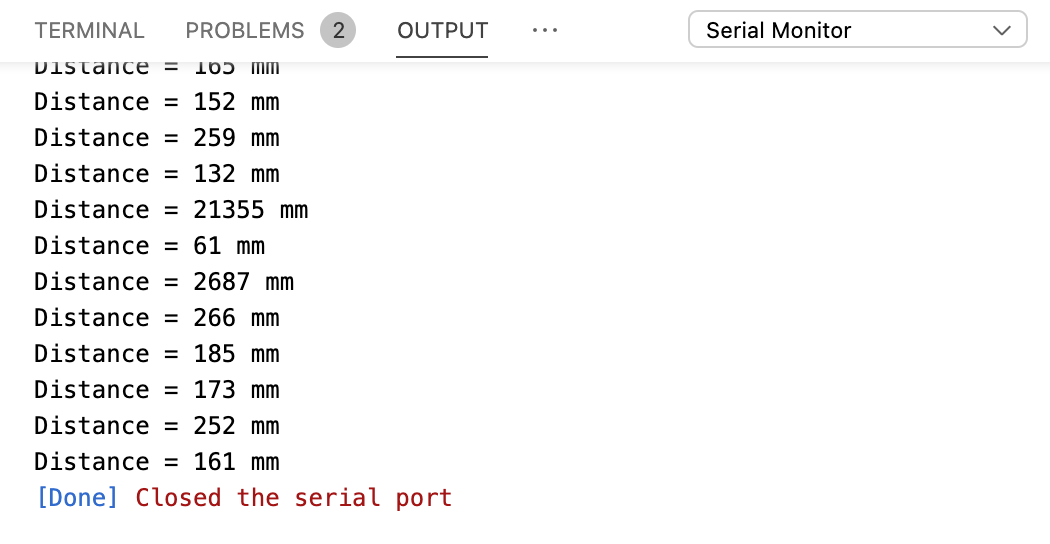 TERMINAL PROBLEMS 2 OUTPUT ··· Serial Monitor
Distance = 165 mm
Distance = 152 mm
Distance = 259 mm
Distance = 132 mm
Distance = 21355 mm
Distance = 61 mm
Distance = 2687 mm
Distance = 266 mm
Distance = 185 mm
Distance = 173 mm
Distance = 252 mm
Distance = 161 mm
[Done] Closed the serial port